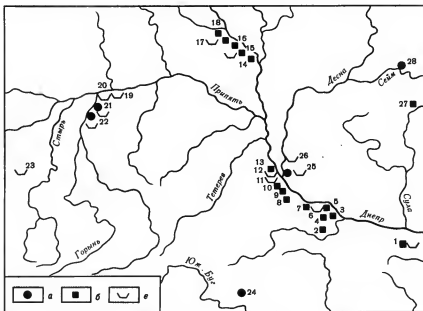 18
16
17
15
14
Десна
Сейм
28
27
20
19
21
22
Припять
Стырь
23
26
25
13
12
11
10
9
8
7
5
6
3
4
2
Тетерев
Днепр
Сула
1
Горынь
Юж. Буг
24
а
б
в